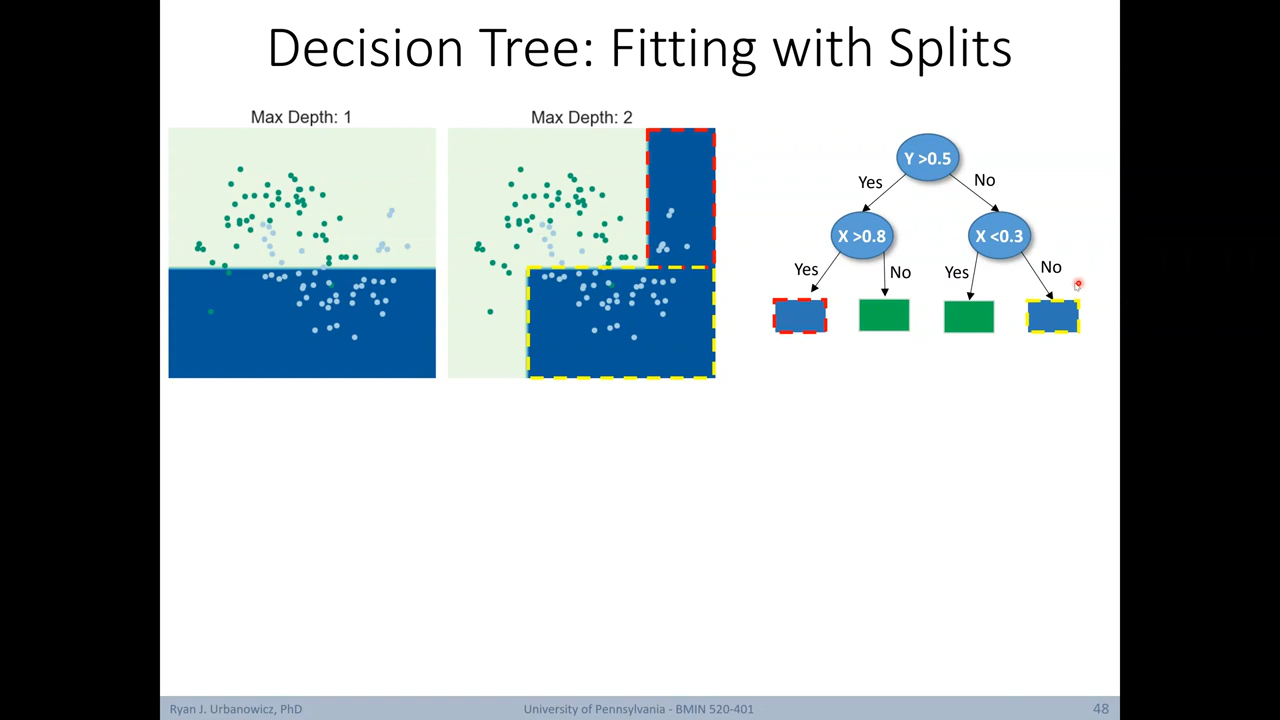 Decision Tree: Fitting with Splits
Max Depth: 1
Max Depth: 2
Y >0.5
Yes
No
X >0.8
X <0.3
Yes
No
Yes
No
Ryan J. Urbanowicz, PhD
University of Pennsylvania - BMIN 520-401
48